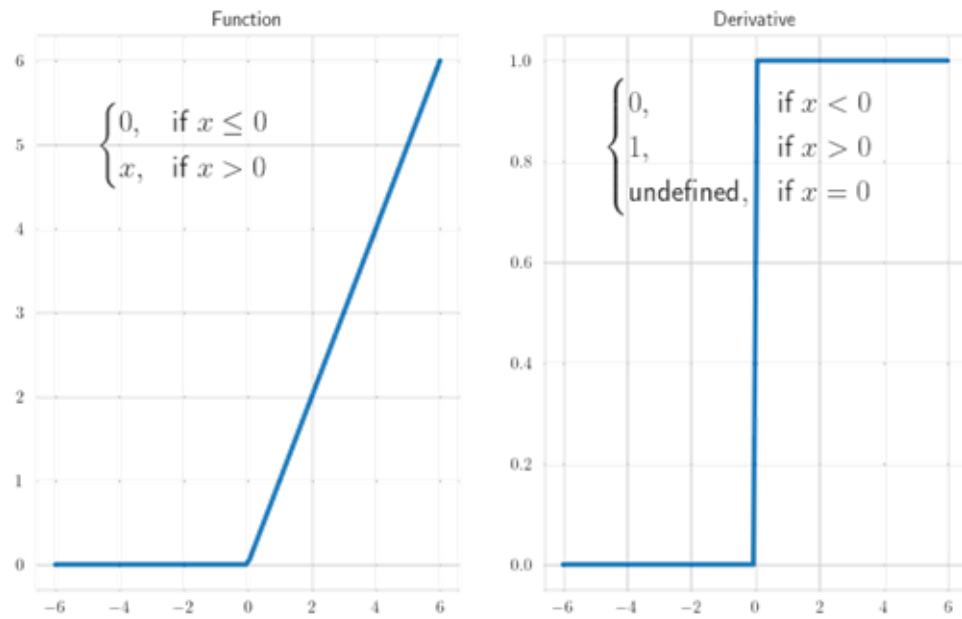 Function
6
5
4
3
2
1
0
−6 −4 −2 0 2 4 6
0, if x ≤ 0
x, if x > 0
Derivative
1.0
0.8
0.6
0.4
0.2
0.0
−6 −4 −2 0 2 4 6
0, if x < 0
1, if x > 0
undefined, if x = 0